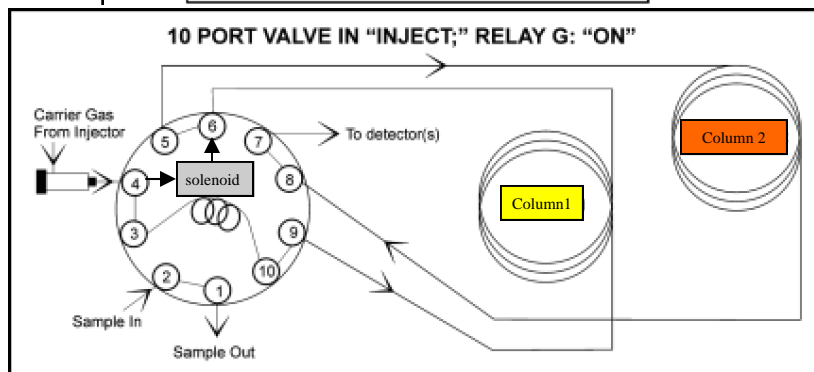 10 PORT VALVE IN “INJECT;” RELAY G: “ON”
Carrier Gas
From Injector
To detector(s)
Column 2
solenoid
Column1
Sample In
Sample Out
5
6
7
4
8
3
9
2
10
1